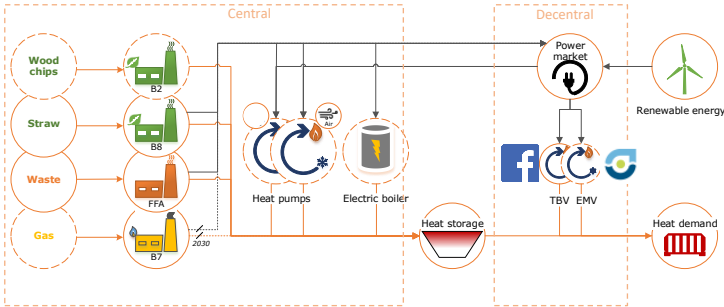 Central
Decentral
Wood
chips
B2
Straw
B8
Waste
FFA
Gas
B7
2030
Air
Heat pumps
Electric boiler
Power
market
Renewable energy
TBV
EMV
Heat storage
Heat demand